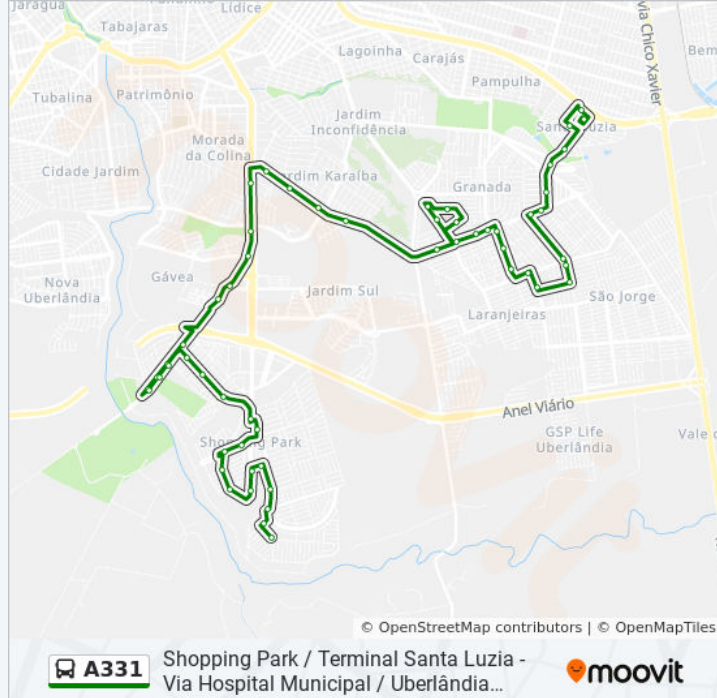 Jaraguá
Lídice
Tabajaras
via Chico Xavier
Lagoinha
Carajás
Bem
Pampulha
Tubalina
Patrimônio
Jardim
Inconfidência
Santa Luzia
Morada
da Colina
Cidade Jardim
Jardim Karaíba
Granada
Gávea
Nova
Uberlândia
Jardim Sul
São Jorge
Laranjeiras
Anel Viário
GSP Life
Uberlândia
Vale d
Shopping Park
© OpenStreetMap contributors | © OpenMapTiles
A331
Shopping Park / Terminal Santa Luzia -
Via Hospital Municipal / Uberlândia...
moovit